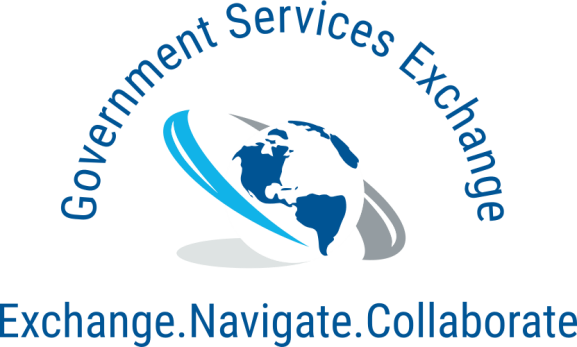 Government Services Exchange
Exchange.Navigate.Collaborate